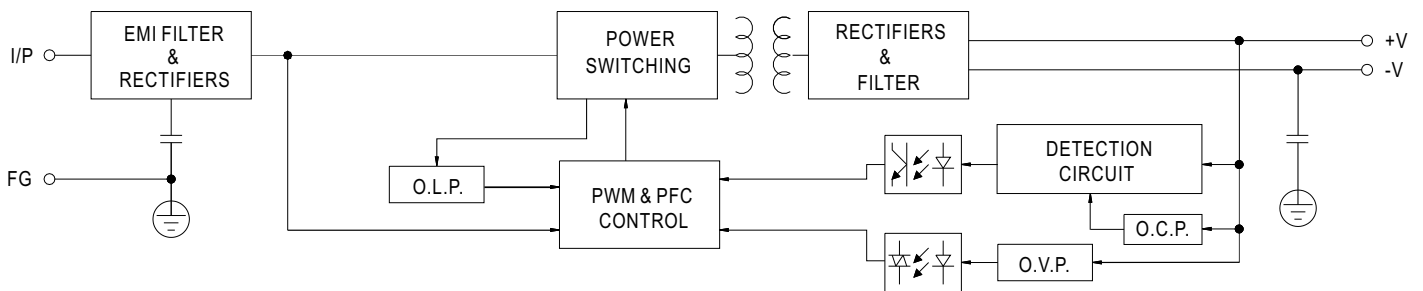 I/P
EMI FILTER
&
RECTIFIERS
POWER
SWITCHING
RECTIFIERS
&
FILTER
+V
-V
FG
O.L.P.
PWM & PFC
CONTROL
DETECTION
CIRCUIT
O.C.P.
O.V.P.